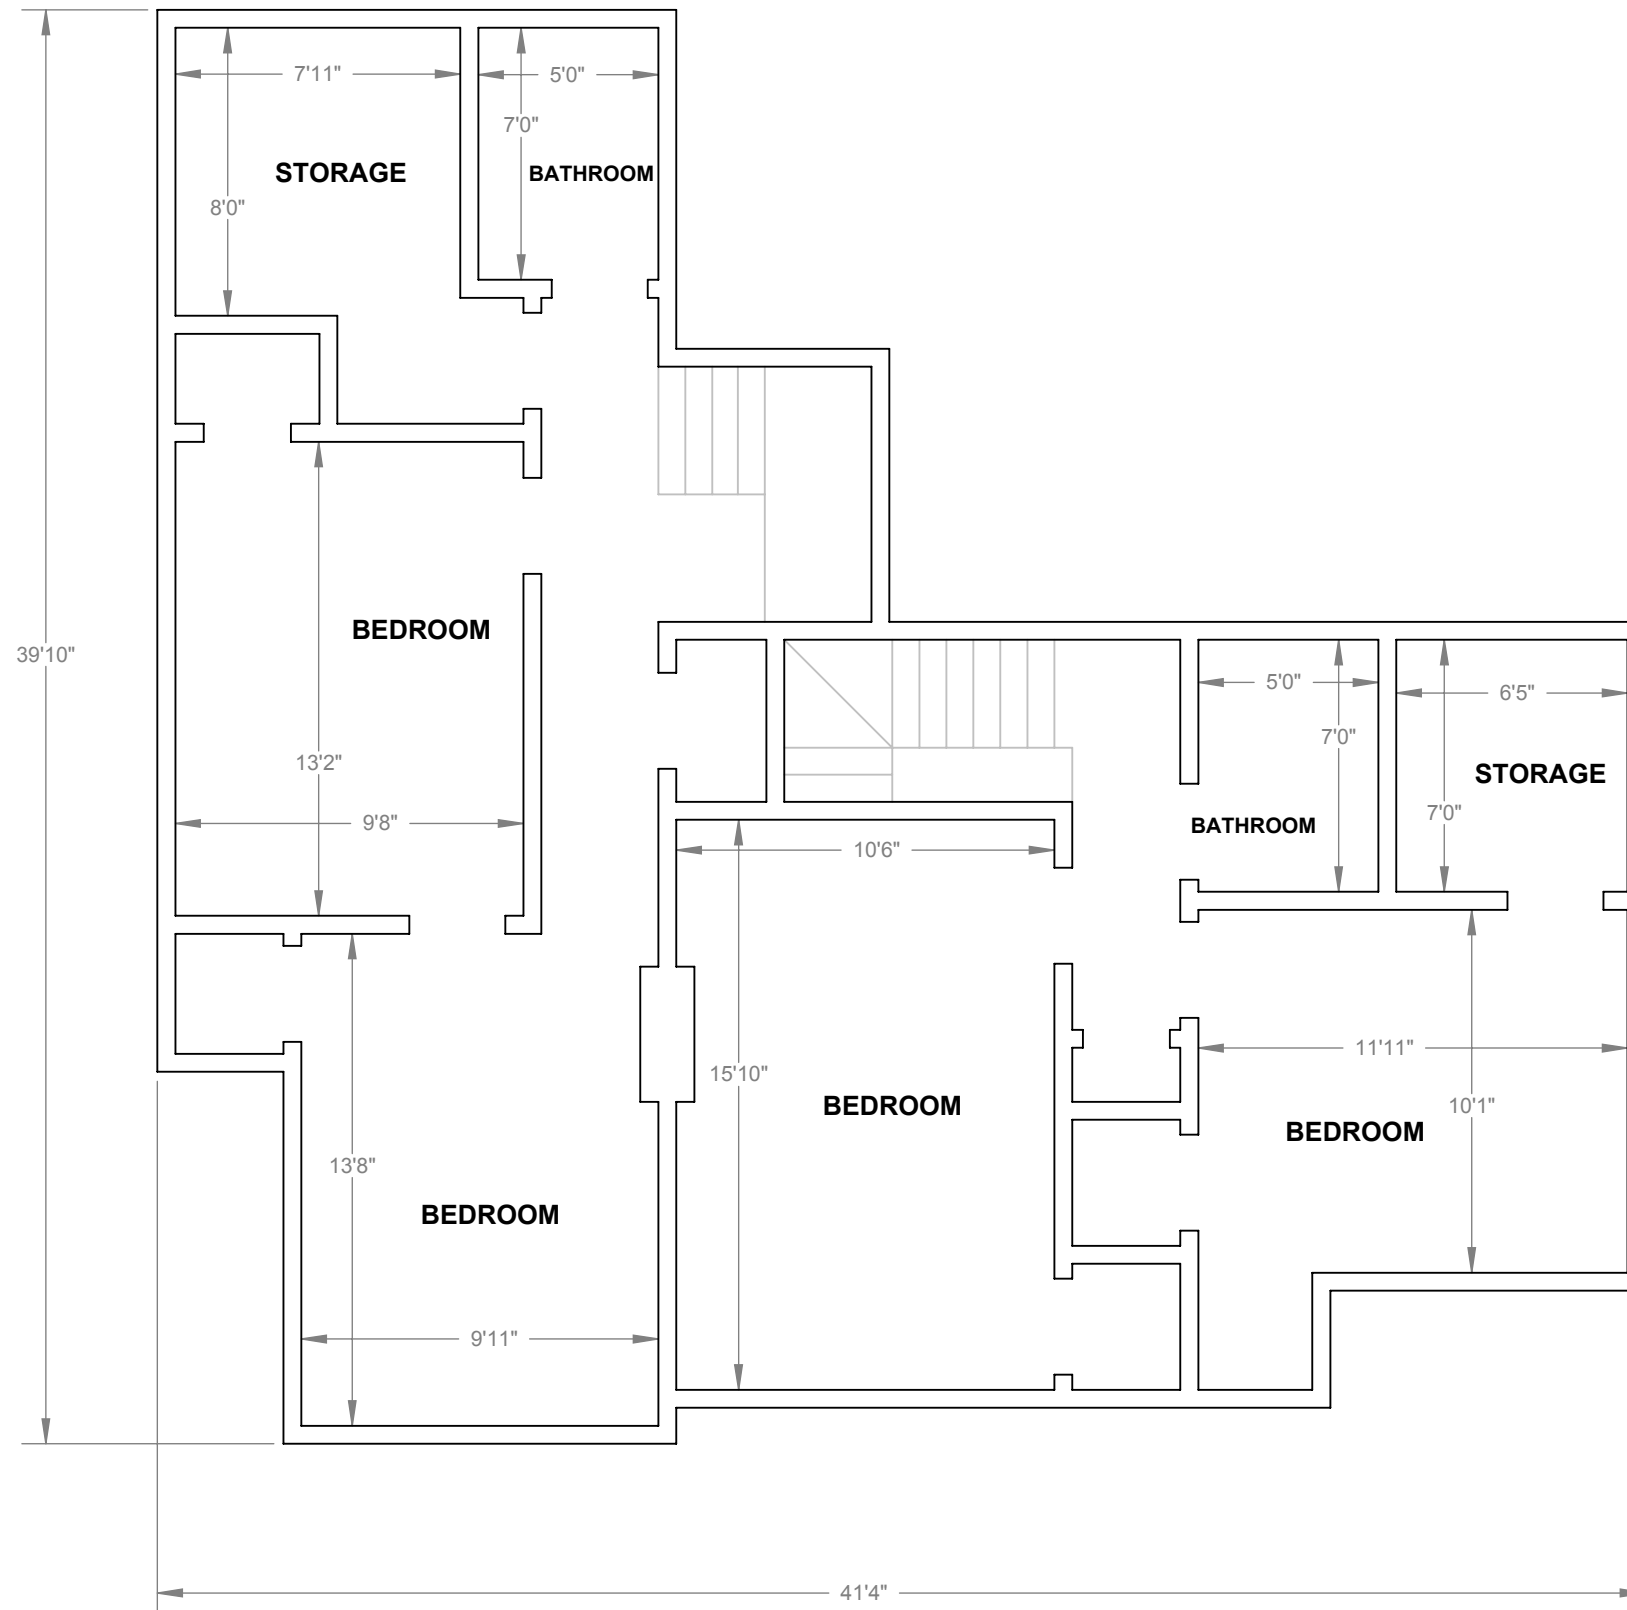 7'11"
5'0"
7'0"
STORAGE
BATHROOM
8'0"
BEDROOM
39'10"
5'0"
6'5"
7'0"
13'2"
STORAGE
7'0"
9'8"
BATHROOM
10'6"
11'11"
15'10"
BEDROOM
10'1"
BEDROOM
13'8"
BEDROOM
9'11"
41'4"